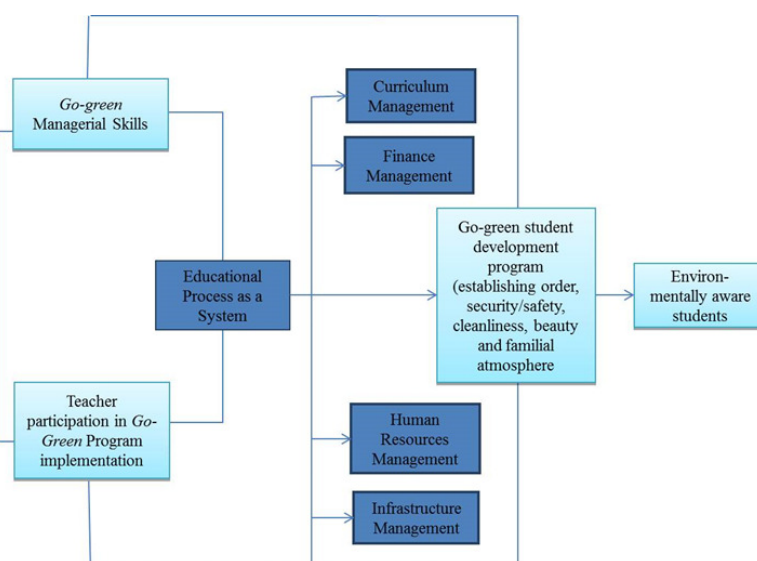 Go-green
Managerial Skills
Curriculum
Management
Finance
Management
Educational
Process as a
System
Go-green student
development
program
(establishing order,
security/safety,
cleanliness, beauty
and familial
atmosphere
Environ-
mentally aware
students
Teacher
participation in Go-
Green Program
implementation
Human
Resources
Management
Infrastructure
Management